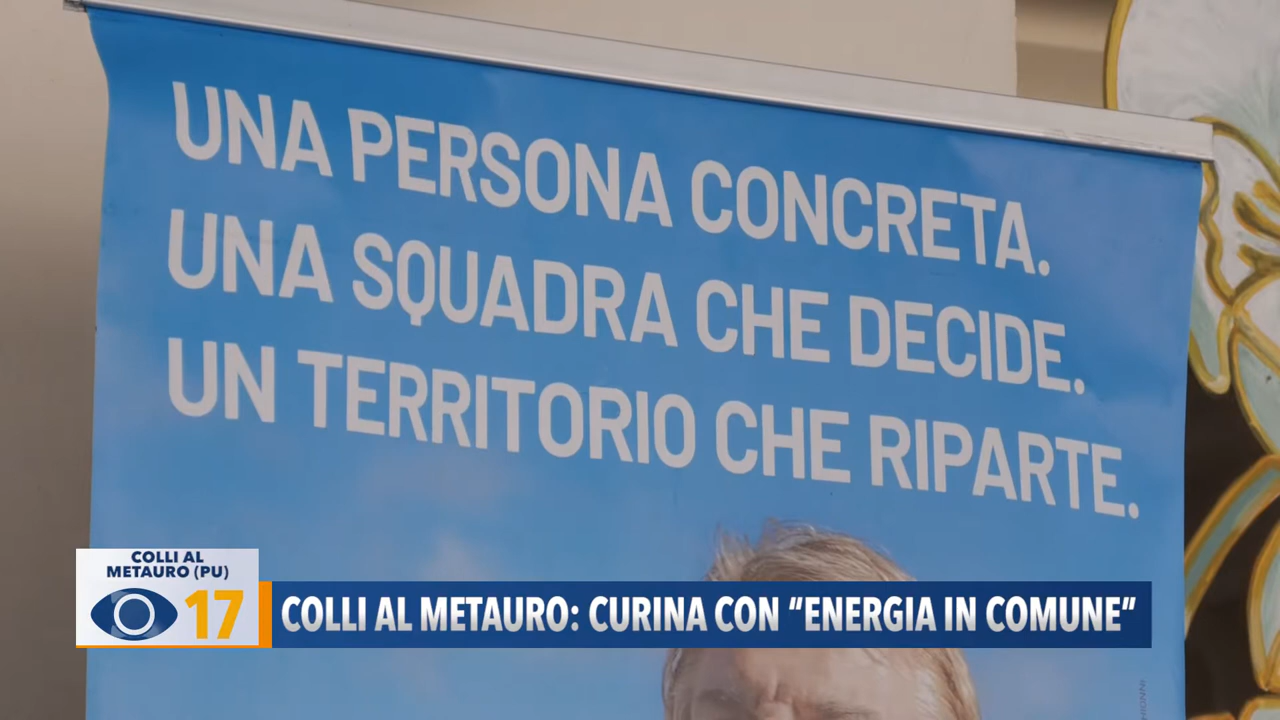 UNA PERSONA CONCRETA.
UNA SQUADRA CHE DECIDE.
UN TERRITORIO CHE RIPARTE.
COLLI AL
METAURO (PU)
17
COLLI AL METAURO: CURINA CON “ENERGIA IN COMUNE”